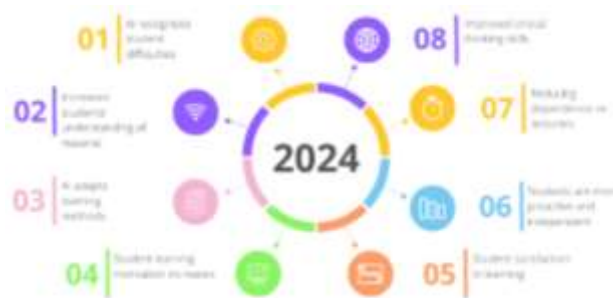 01
AI recognizes
student
difficulties
02
Increases
students'
understanding of
material
03
AI adapts
learning
methods
04
Student learning
motivation increases
2024
08
Improved critical
thinking skills
07
Reducing
dependence on
lecturers
06
Students are more
proactive and
independent
05
Student satisfaction
in learning